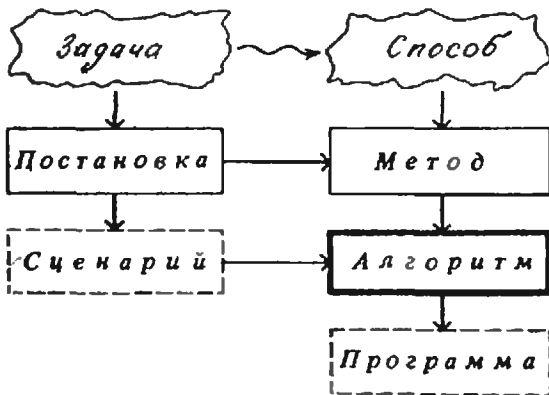 Задача
Способ
Постановка
Метод
Сценарий
Алгоритм
Программа